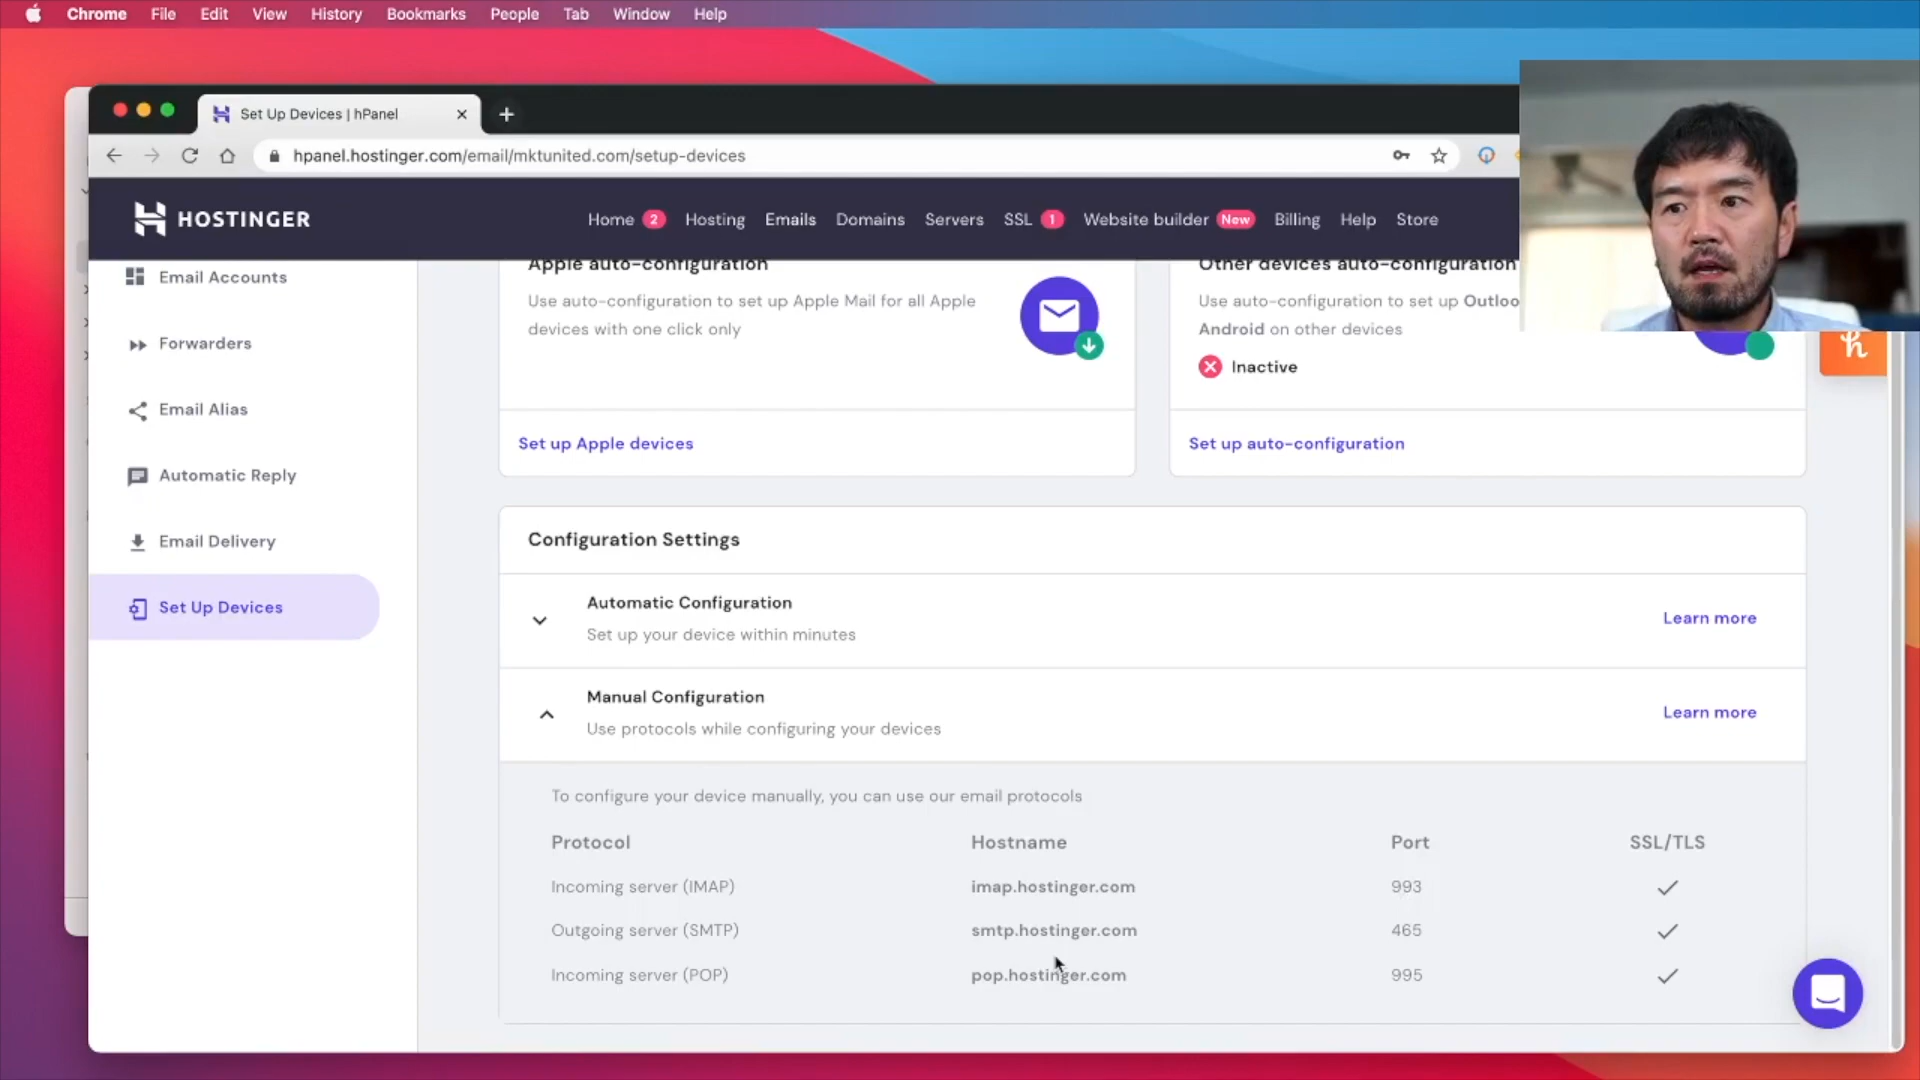 Chrome File Edit View History Bookmarks People Tab Window Help
Set Up Devices | hPanel
hpanel.hostinger.com/email/mktunited.com/setup-devices
HOSTINGER
Home 2 Hosting Emails Domains Servers SSL 1 Website builder New Billing Help Store
Email Accounts
Forwarders
Email Alias
Automatic Reply
Email Delivery
Set Up Devices
Apple auto-configuration
Use auto-configuration to set up Apple Mail for all Apple
devices with one click only
Set up Apple devices
Other devices auto-configuration
Use auto-configuration to set up Outloo
Android on other devices
Inactive
Set up auto-configuration
h
Configuration Settings
Automatic Configuration
Set up your device within minutes
Learn more
Manual Configuration
Use protocols while configuring your devices
Learn more
To configure your device manually, you can use our email protocols
Protocol Hostname Port SSL/TLS
Incoming server (IMAP) imap.hostinger.com 993
Outgoing server (SMTP) smtp.hostinger.com 465
Incoming server (POP) pop.hostinger.com 995